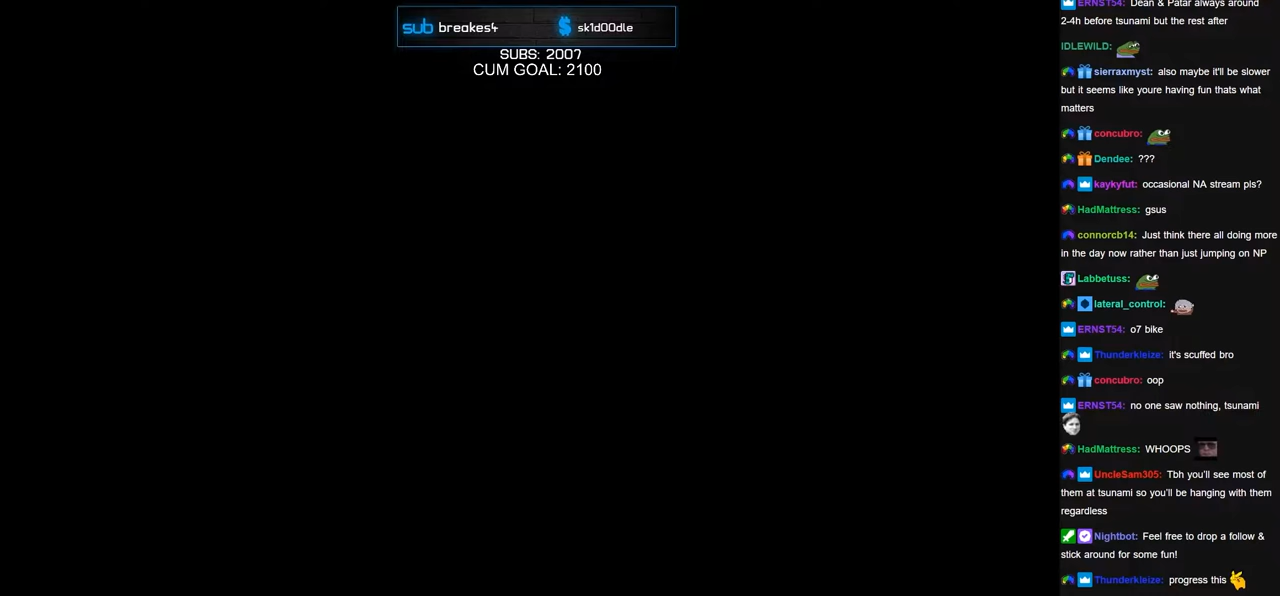 sub breakes4 $ sk1d00dle
SUBS: 2007
CUM GOAL: 2100
ERNST54: Dean & Patar always around
2-4h before tsunami but the rest after
IDLEWILD:
sierraxmyst: also maybe it'll be slower
but it seems like youre having fun thats what
matters
concubro:
Dendee: ???
kaykyfut: occasional NA stream pls?
HadMattress: gsus
connorcb14: Just think there all doing more
in the day now rather than just jumping on NP
Labbetuss:
lateral_control:
ERNST54: o7 bike
Thunderkleize: it's scuffed bro
concubro: oop
ERNST54: no one saw nothing, tsunami
HadMattress: WHOOPS
UncleSam305: Tbh you'll see most of
them at tsunami so you'll be hanging with them
regardless
Nightbot: Feel free to drop a follow &
stick around for some fun!
Thunderkleize: progress this